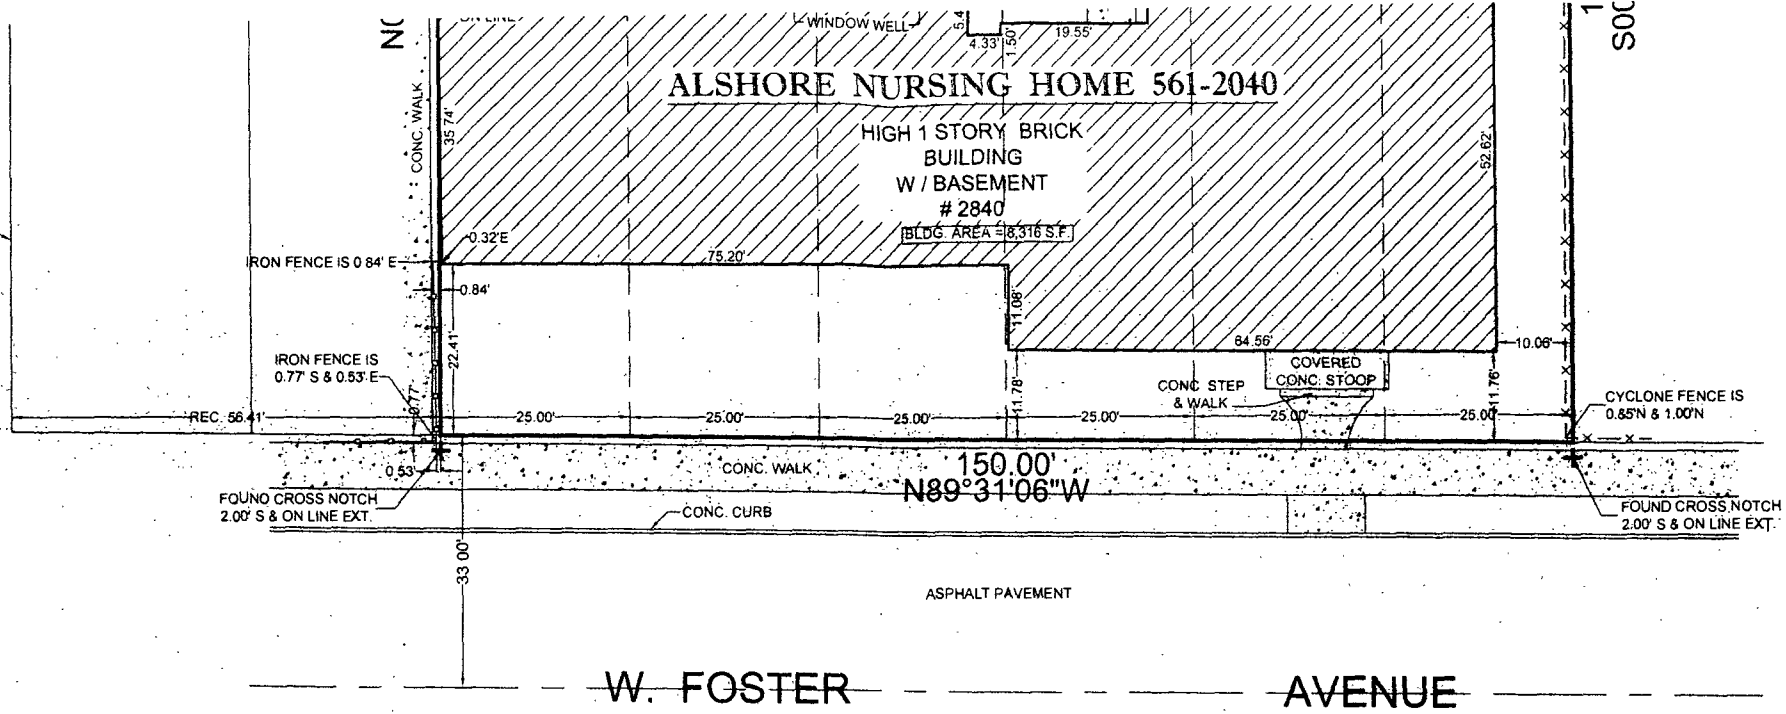 ON LINE
WINDOW WELL
5.4
4.33'
1.50'
19.55'
1
S00
N0
CONC. WALK
35.74'
ALSHORE NURSING HOME 561-2040
HIGH 1 STORY BRICK
BUILDING
W / BASEMENT
# 2840
BLDG. AREA = 8,316 S.F.
52.62'
0.32'E
IRON FENCE IS 0 84' E
75.20'
0.84'
11.08'
22.41'
64.56'
10.06'
IRON FENCE IS
0.77' S & 0.53' E
0.77'
COVERED
CONC. STOOP
CONC STEP
& WALK
11.78'
11.76'
CYCLONE FENCE IS
0.85'N & 1.00'N
REC. 56.41'
25.00'
25.00'
25.00'
25.00'
25.00'
25.00'
0.53'
CONC. WALK
150.00'
N89°31'06"W
FOUND CROSS NOTCH
2.00' S & ON LINE EXT.
CONC. CURB
FOUND CROSS NOTCH
2.00' S & ON LINE EXT.
33 00'
ASPHALT PAVEMENT
W. FOSTER AVENUE